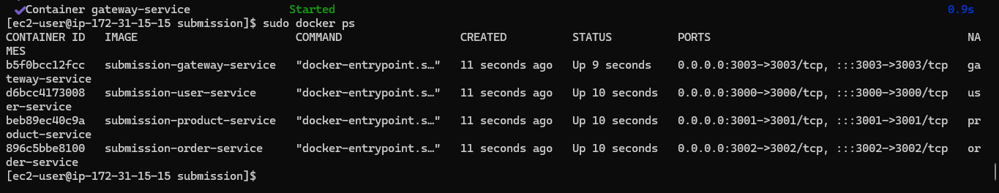 ✔Container gateway-service Started 0.9s
[ec2-user@ip-172-31-15-15 submission]$ sudo docker ps
CONTAINER ID   IMAGE                        COMMAND                  CREATED          STATUS          PORTS                                       NA
MES
b5f0bcc12fcc   submission-gateway-service   "docker-entrypoint.s…"   11 seconds ago   Up 9 seconds    0.0.0.0:3003->3003/tcp, :::3003->3003/tcp   ga
teway-service
d6bcc4173008   submission-user-service      "docker-entrypoint.s…"   11 seconds ago   Up 10 seconds   0.0.0.0:3000->3000/tcp, :::3000->3000/tcp   us
er-service
beb89ec40c9a   submission-product-service   "docker-entrypoint.s…"   11 seconds ago   Up 10 seconds   0.0.0.0:3001->3001/tcp, :::3001->3001/tcp   pr
oduct-service
896c5bbe8100   submission-order-service     "docker-entrypoint.s…"   11 seconds ago   Up 10 seconds   0.0.0.0:3002->3002/tcp, :::3002->3002/tcp   or
der-service
[ec2-user@ip-172-31-15-15 submission]$